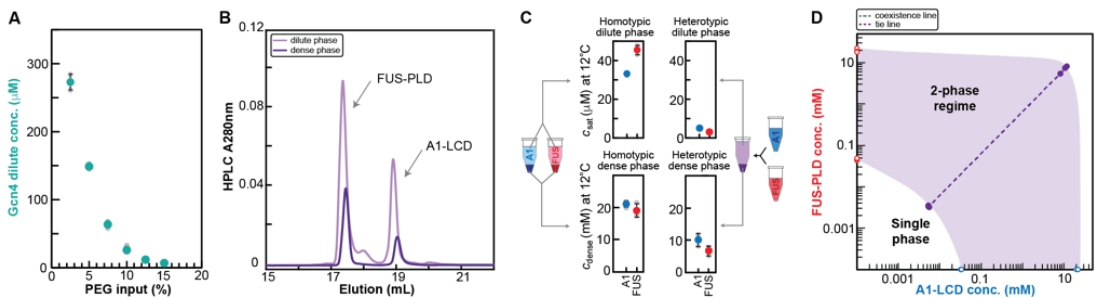 A
Gcn4 dilute conc. (μM)
300
250
200
150
100
50
0
0
5
10
15
20
PEG input (%)
B
0.12
0.08
0.04
0
dilute phase
dense phase
FUS-PLD
A1-LCD
HPLC A280nm
15
17
19
21
Elution (mL)
C
Homotypic
dilute phase
Heterotypic
dilute phase
csat (μM) at 12°C
40
20
0
40
20
0
A1
FUS
A1
FUS
Homotypic
dense phase
Heterotypic
dense phase
cdense (mM) at 12°C
20
10
0
20
10
0
A1
FUS
A1
FUS
D
coexistence line
tie line
FUS-PLD conc. (mM)
10
0.1
0.001
2-phase
regime
Single
phase
0.001
0.1
10
A1-LCD conc. (mM)